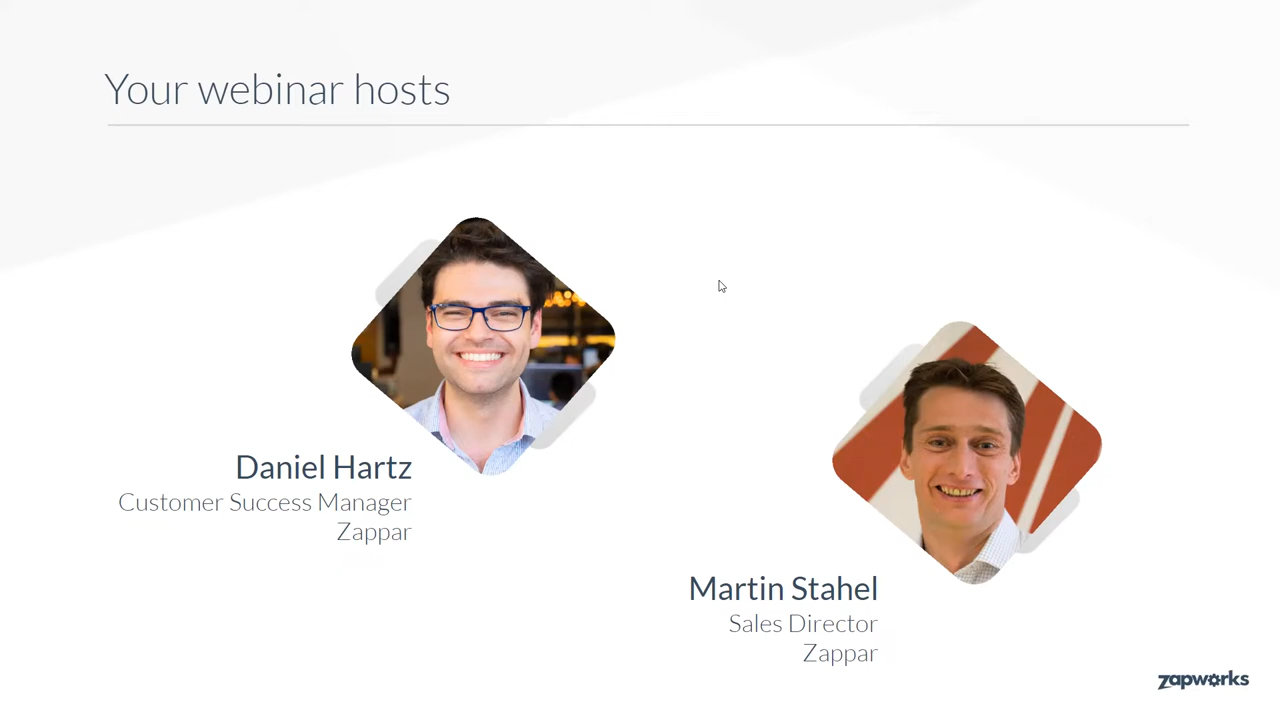 Your webinar hosts
Daniel Hartz
Customer Success Manager
Zappar
Martin Stahel
Sales Director
Zappar
zapworks